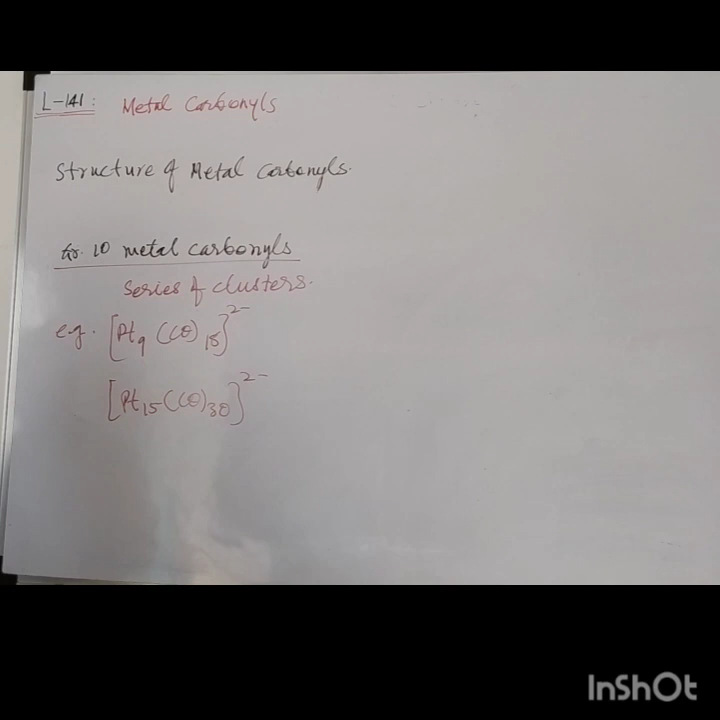 L-141: Metal Carbonyls
Structure of Metal Carbonyls.
Gr. 10 metal carbonyls
Series of clusters.
e.g. [Pt₉(CO)₁₈]²⁻
[Pt₁₅(CO)₃₀]²⁻
InShOt